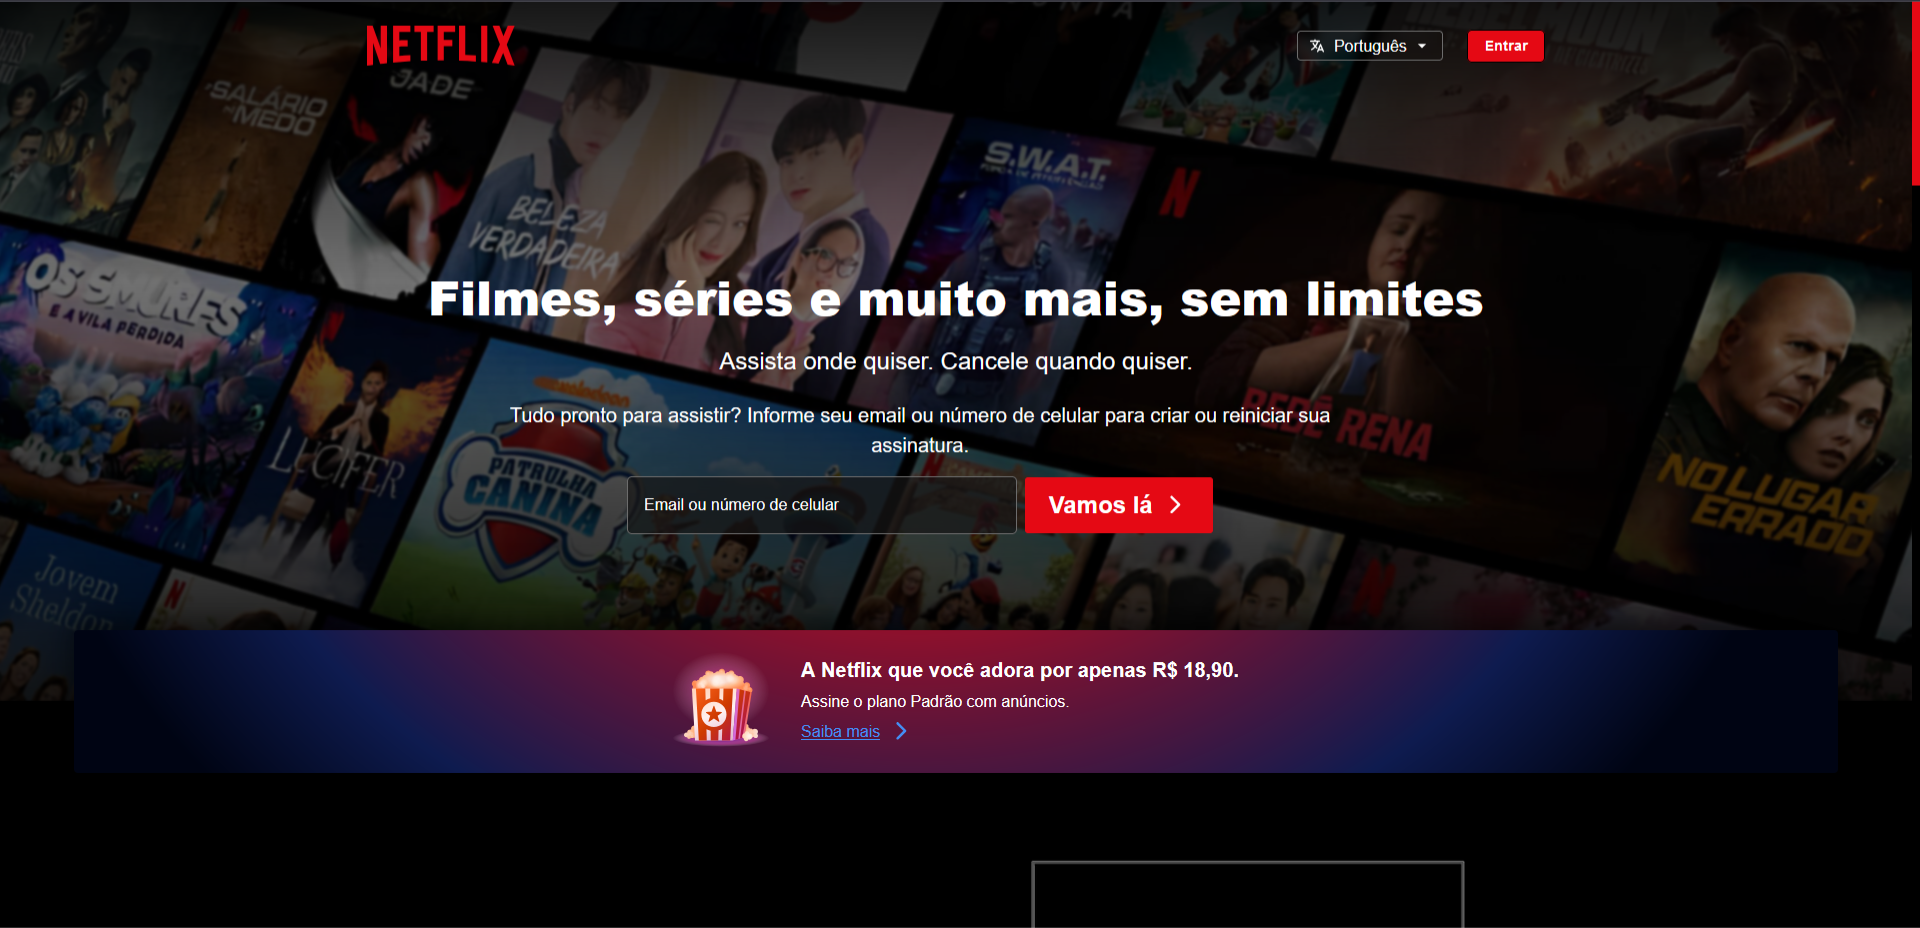 NETFLIX
Português
Entrar
JADE
SALÁRIO
DO MEDO
S.W.A.T.
N
BELEZA
VERDADEIRA
OS SMURFS
E A VILA PERDIDA
Filmes, séries e muito mais, sem limites
Assista onde quiser. Cancele quando quiser.
nickelodeon
Tudo pronto para assistir? Informe seu email ou número de celular para criar ou reiniciar sua
assinatura.
BEBÊ RENA
LUCIFER
PATRULHA
CANINA
NO LUGAR
ERRADO
Email ou número de celular
Vamos lá
Jovem
Sheldon
N
N
A Netflix que você adora por apenas R$ 18,90.
Assine o plano Padrão com anúncios.
Saiba mais